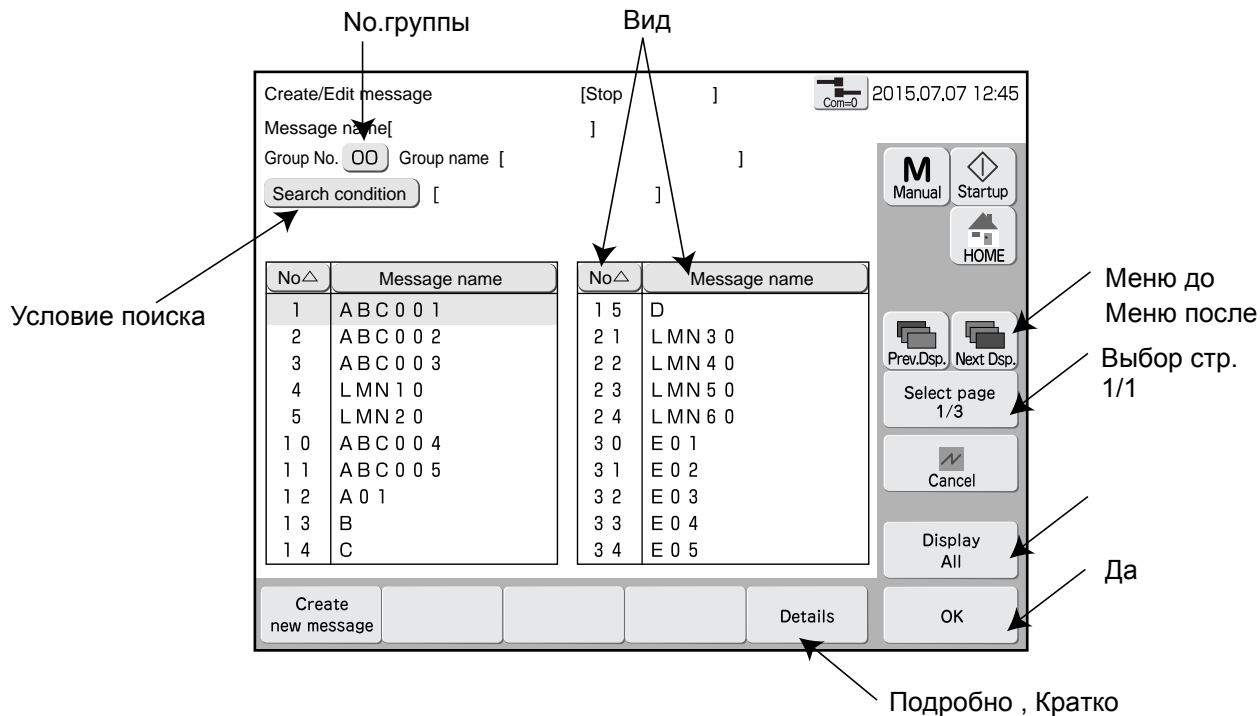 No.группы
Вид
Create/Edit message [Stop ] Com=0 2015.07.07 12:45
Message name[ ]
Group No. 00 Group name [ ]
Search condition [ ]
M
Manual
Startup
HOME
No△ Message name
1 ABC001
2 ABC002
3 ABC003
4 LMN10
5 LMN20
10 ABC004
11 ABC005
12 A01
13 B
14 C
No△ Message name
15 D
21 LMN30
22 LMN40
23 LMN50
24 LMN60
30 E01
31 E02
32 E03
33 E04
34 E05
Prev.Dsp. Next Dsp.
Select page
1/3
Cancel
Display
All
Create
new message
Details
OK
Условие поиска
Меню до
Меню после
Выбор стр.
1/1
Да
Подробно , Кратко